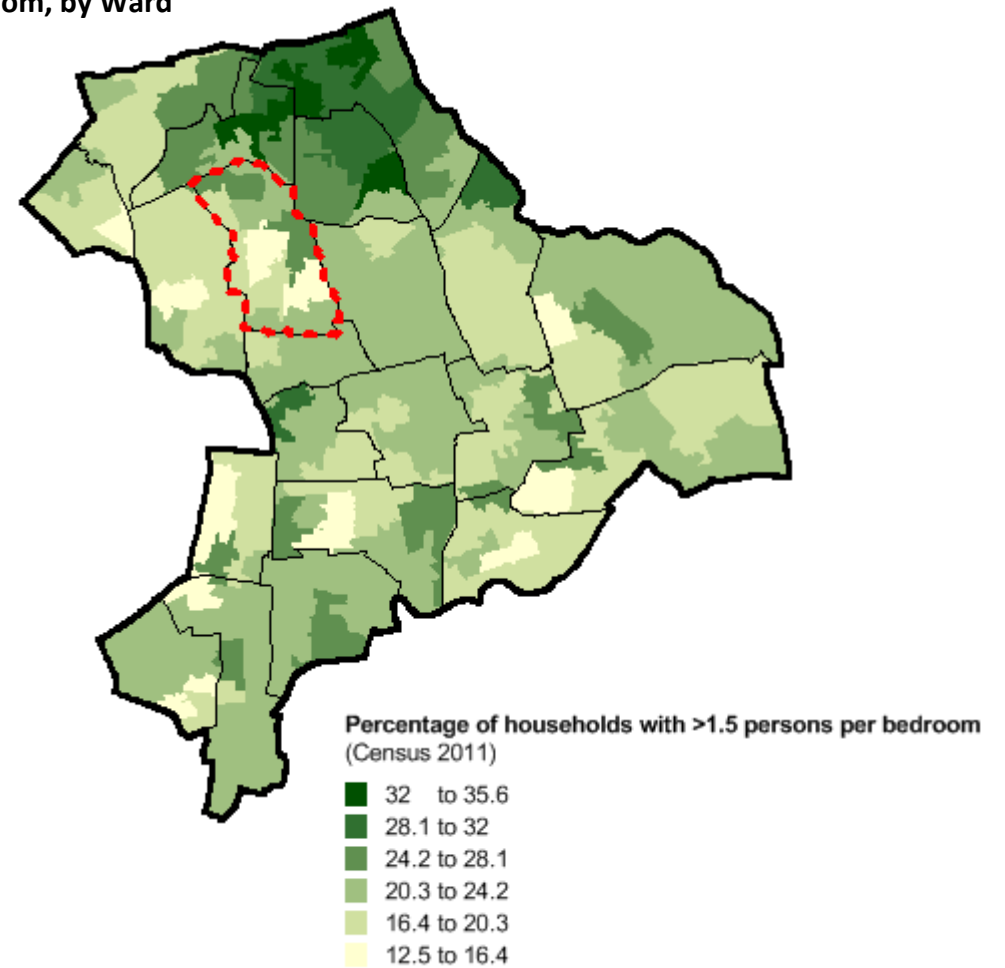 om, by Ward
Percentage of households with >1.5 persons per bedroom
(Census 2011)
32 to 35.6
28.1 to 32
24.2 to 28.1
20.3 to 24.2
16.4 to 20.3
12.5 to 16.4